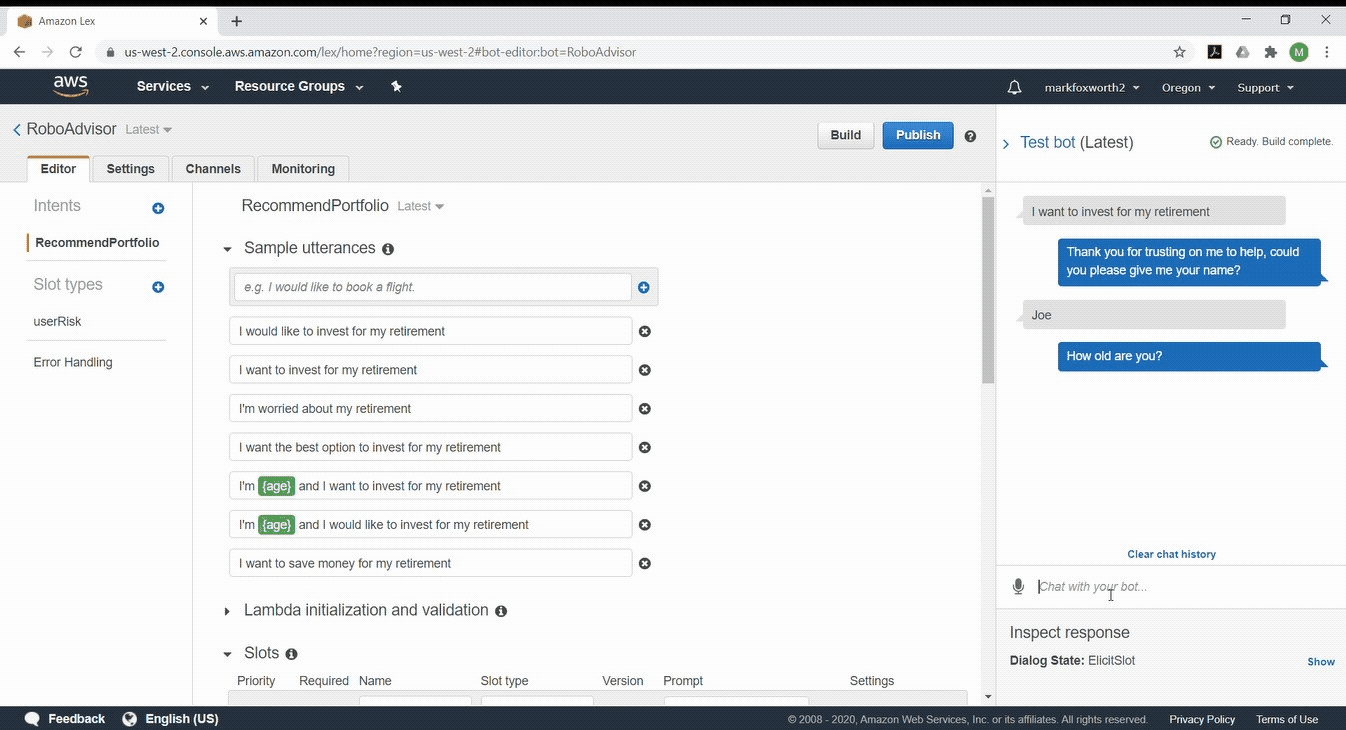 Amazon Lex
us-west-2.console.aws.amazon.com/lex/home?region=us-west-2#bot-editor:bot=RoboAdvisor
M
aws
Services
Resource Groups
markfoxworth2
Oregon
Support
RoboAdvisor Latest
Build
Publish
Test bot (Latest)
Ready. Build complete.
Editor
Settings
Channels
Monitoring
Intents
RecommendPortfolio
Slot types
userRisk
Error Handling
RecommendPortfolio Latest
Sample utterances
e.g. I would like to book a flight.
I would like to invest for my retirement
I want to invest for my retirement
I'm worried about my retirement
I want the best option to invest for my retirement
I'm {age} and I want to invest for my retirement
I'm {age} and I would like to invest for my retirement
I want to save money for my retirement
Lambda initialization and validation
Slots
Priority Required Name Slot type Version Prompt Settings
I want to invest for my retirement
Thank you for trusting on me to help, could
you please give me your name?
Joe
How old are you?
Clear chat history
Chat with your bot...
Inspect response
Dialog State: ElicitSlot
Show
Feedback
English (US)
© 2008 - 2020, Amazon Web Services, Inc. or its affiliates. All rights reserved.
Privacy Policy
Terms of Use